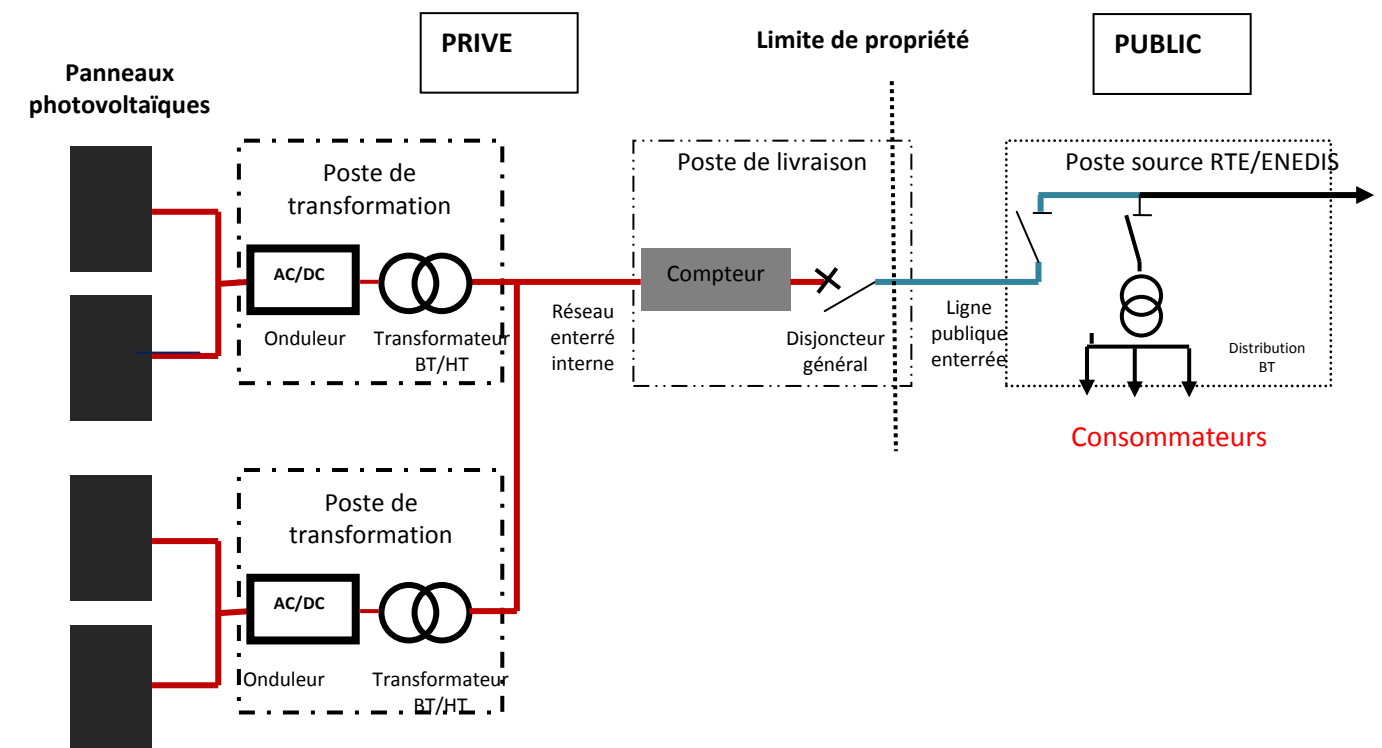 PRIVE
Limite de propriété
PUBLIC
Panneaux
photovoltaïques
Poste de
transformation
AC/DC
Onduleur
Transformateur
BT/HT
Réseau
enterré
interne
Poste de livraison
Compteur
Disjoncteur
général
Ligne
publique
enterrée
Poste source RTE/ENEDIS
Distribution
BT
Consommateurs
Poste de
transformation
AC/DC
Onduleur
Transformateur
BT/HT